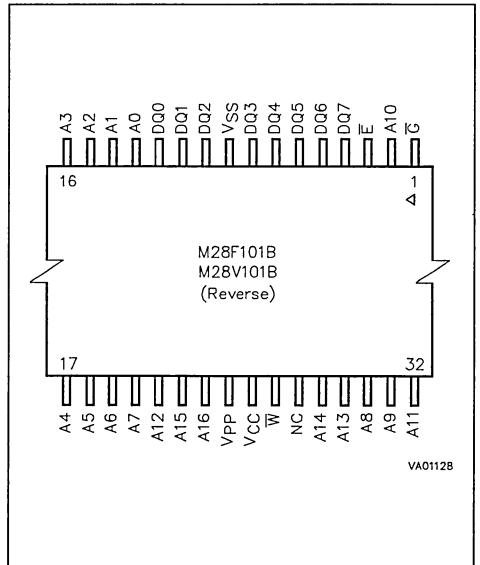 A3 A2 A1 A0 DQ0 DQ1 DQ2 VSS DQ3 DQ4 DQ5 DQ6 DQ7 E̅ A10 G̅
16 1
M28F101B
M28V101B
(Reverse)
17 32
A4 A5 A6 A7 A12 A15 A16 VPP VCC W̅ NC A14 A13 A8 A9 A11
VA01128